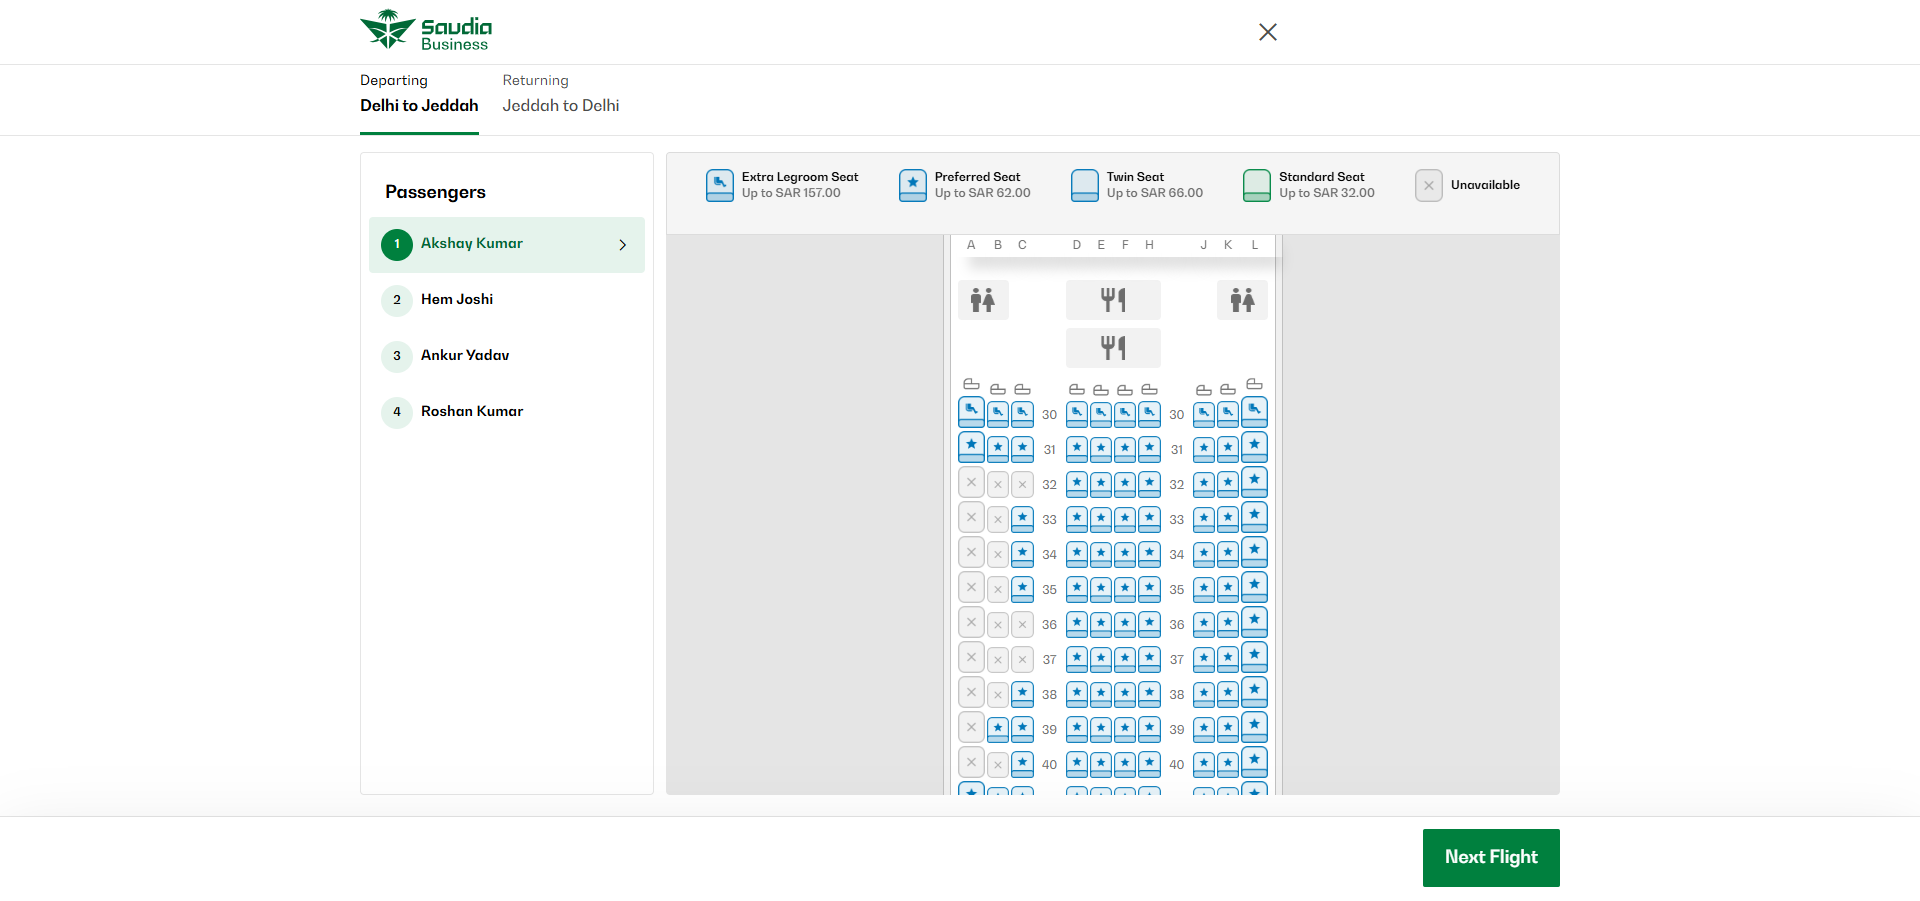 Saudia
Business
Departing
Delhi to Jeddah
Returning
Jeddah to Delhi
Passengers
1 Akshay Kumar
2 Hem Joshi
3 Ankur Yadav
4 Roshan Kumar
Extra Legroom Seat
Up to SAR 157.00
Preferred Seat
Up to SAR 62.00
Twin Seat
Up to SAR 66.00
Standard Seat
Up to SAR 32.00
Unavailable
A B C D E F H J K L
30 30
31 31
32 32
33 33
34 34
35 35
36 36
37 37
38 38
39 39
40 40
Next Flight